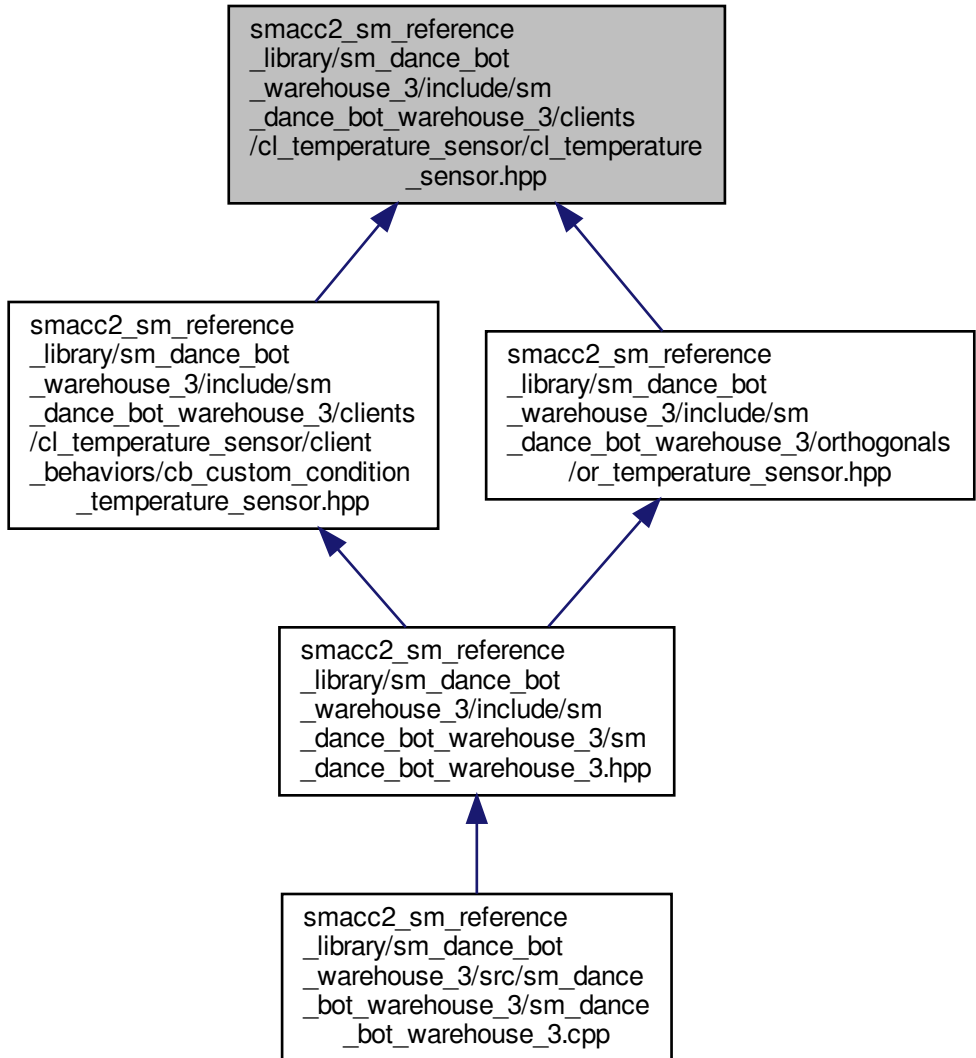 smacc2_sm_reference
_library/sm_dance_bot
_warehouse_3/include/sm
_dance_bot_warehouse_3/clients
/cl_temperature_sensor/cl_temperature
_sensor.hpp
smacc2_sm_reference
_library/sm_dance_bot
_warehouse_3/include/sm
_dance_bot_warehouse_3/clients
/cl_temperature_sensor/client
_behaviors/cb_custom_condition
_temperature_sensor.hpp
smacc2_sm_reference
_library/sm_dance_bot
_warehouse_3/include/sm
_dance_bot_warehouse_3/orthogonals
/or_temperature_sensor.hpp
smacc2_sm_reference
_library/sm_dance_bot
_warehouse_3/include/sm
_dance_bot_warehouse_3/sm
_dance_bot_warehouse_3.hpp
smacc2_sm_reference
_library/sm_dance_bot
_warehouse_3/src/sm_dance
_bot_warehouse_3/sm_dance
_bot_warehouse_3.cpp